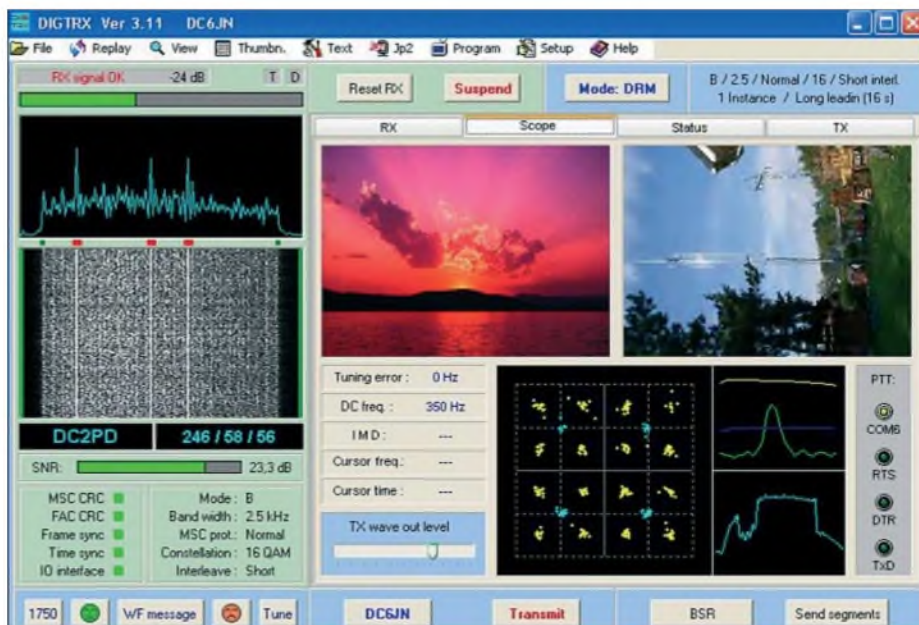 DIGTRX Ver 3.11 DC6JN
File Replay View Thumbn. Text Jp2 Program Setup Help
RX signal OK -24 dB T D
Reset RX Suspend Mode: DRM
B / 2.5 / Normal / 16 / Short interl.
1 Instance / Long leadin (16 s)
RX Scope Status TX
DC2PD 246 / 58 / 56
SNR: 23,3 dB
MSC CRC
FAC CRC
Frame sync
Time sync
IO interface
Mode : B
Band width : 2.5 kHz
MSC prot.: Normal
Constellation : 16 QAM
Interleave : Short
Tuning error : 0 Hz
DC freq. : 350 Hz
I M D : ---
Cursor freq.: ---
Cursor time : ---
TX wave out level
PTT:
COM6
RTS
DTR
TxD
1750 WF message Tune DC6JN Transmit BSR Send segments